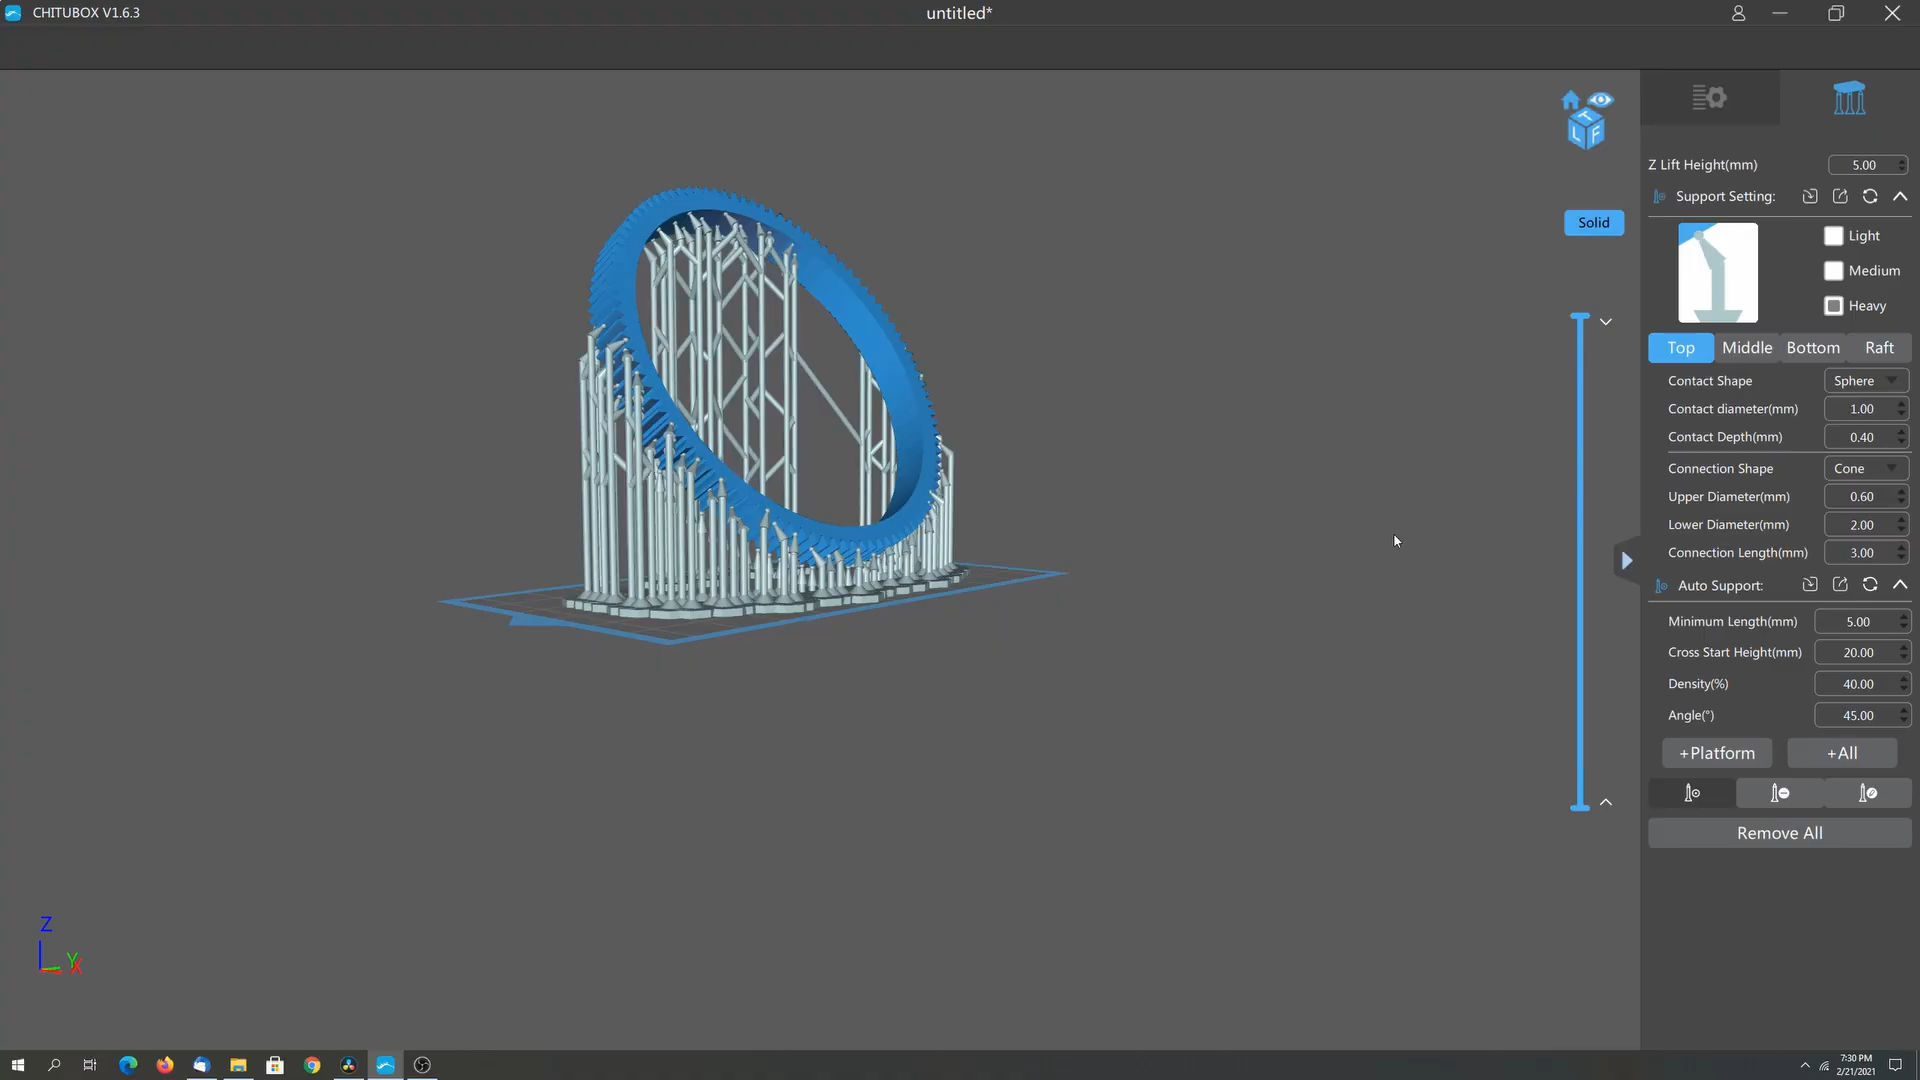 CHITUBOX V1.6.3
untitled*
T
L F
Solid
Z Lift Height(mm) 5.00
Support Setting:
Light
Medium
Heavy
Top Middle Bottom Raft
Contact Shape Sphere
Contact diameter(mm) 1.00
Contact Depth(mm) 0.40
Connection Shape Cone
Upper Diameter(mm) 0.60
Lower Diameter(mm) 2.00
Connection Length(mm) 3.00
Auto Support:
Minimum Length(mm) 5.00
Cross Start Height(mm) 20.00
Density(%) 40.00
Angle(°) 45.00
+Platform +All
Remove All
Z
Y
X
7:30 PM
2/21/2021